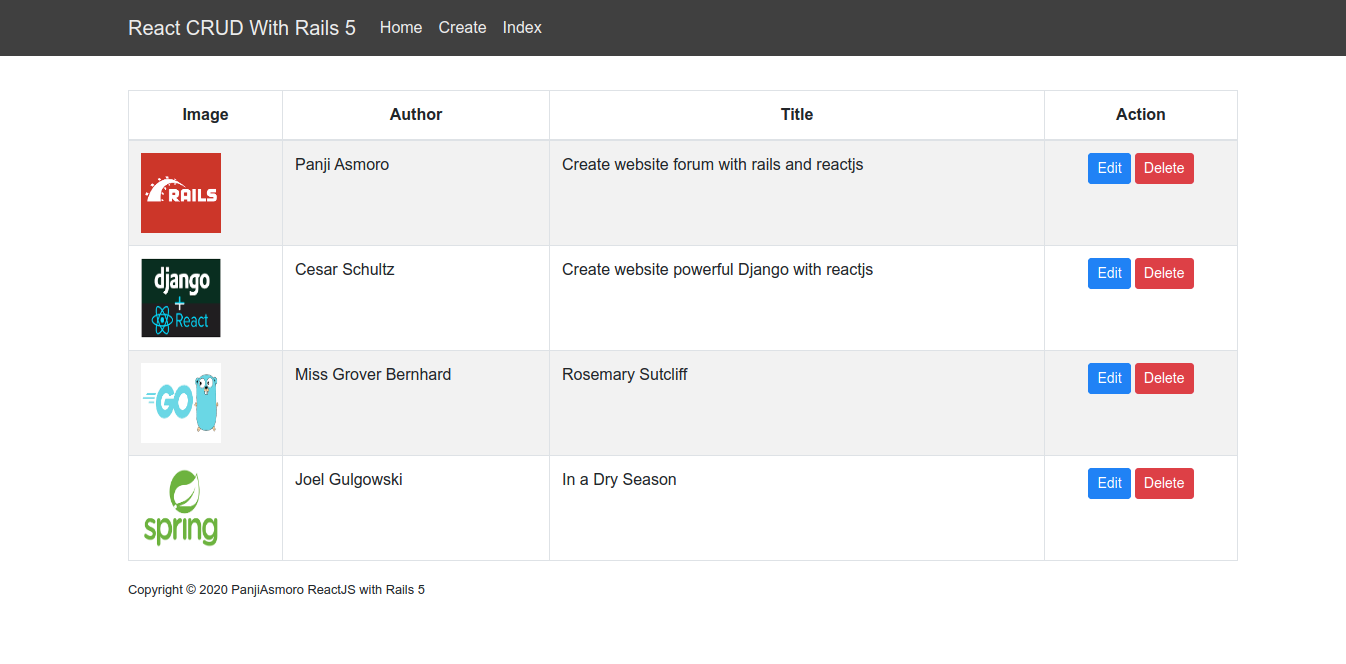 React CRUD With Rails 5 Home Create Index
Image Author Title Action
RAILS
Panji Asmoro Create website forum with rails and reactjs Edit Delete
django
+
React
Cesar Schultz Create website powerful Django with reactjs Edit Delete
GO
Miss Grover Bernhard Rosemary Sutcliff Edit Delete
spring
Joel Gulgowski In a Dry Season Edit Delete
Copyright © 2020 PanjiAsmoro ReactJS with Rails 5